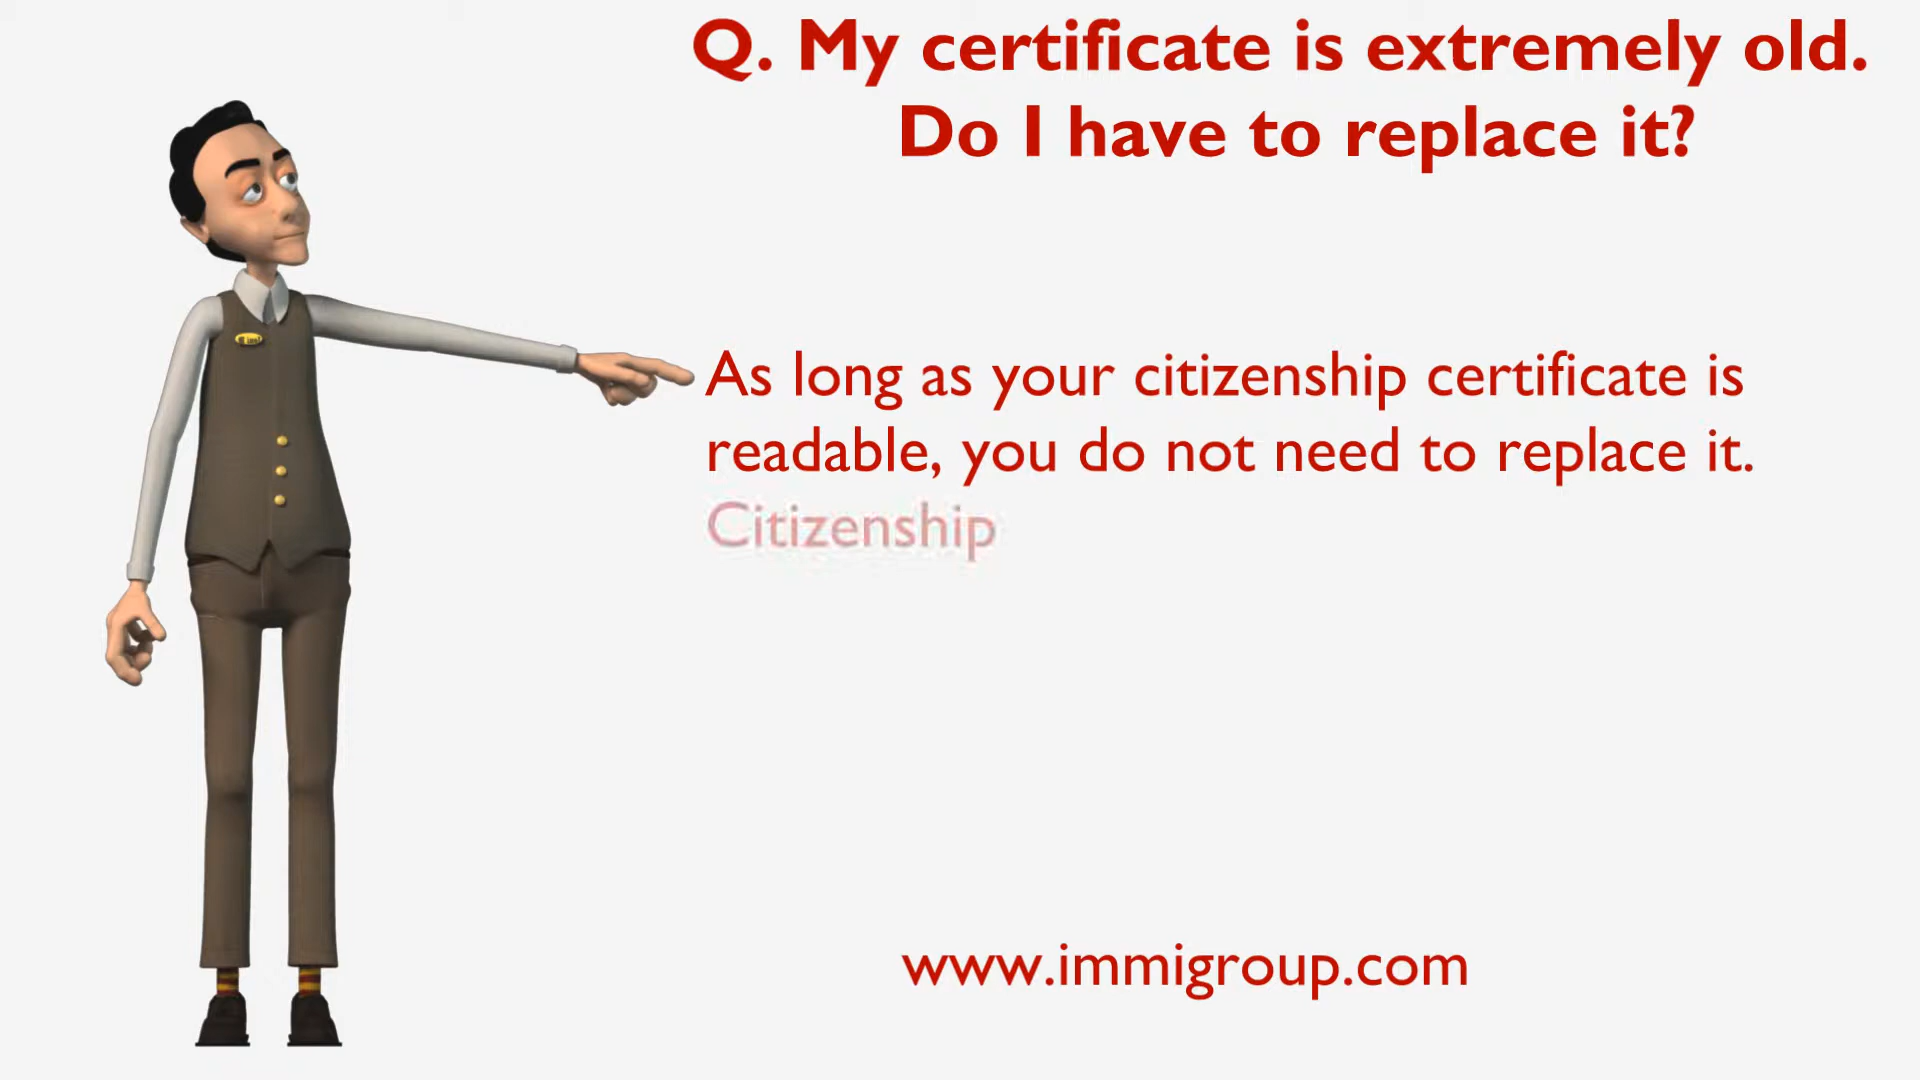 Q. My certificate is extremely old.
Do I have to replace it?
As long as your citizenship certificate is
readable, you do not need to replace it.
Citizenship
www.immigroup.com